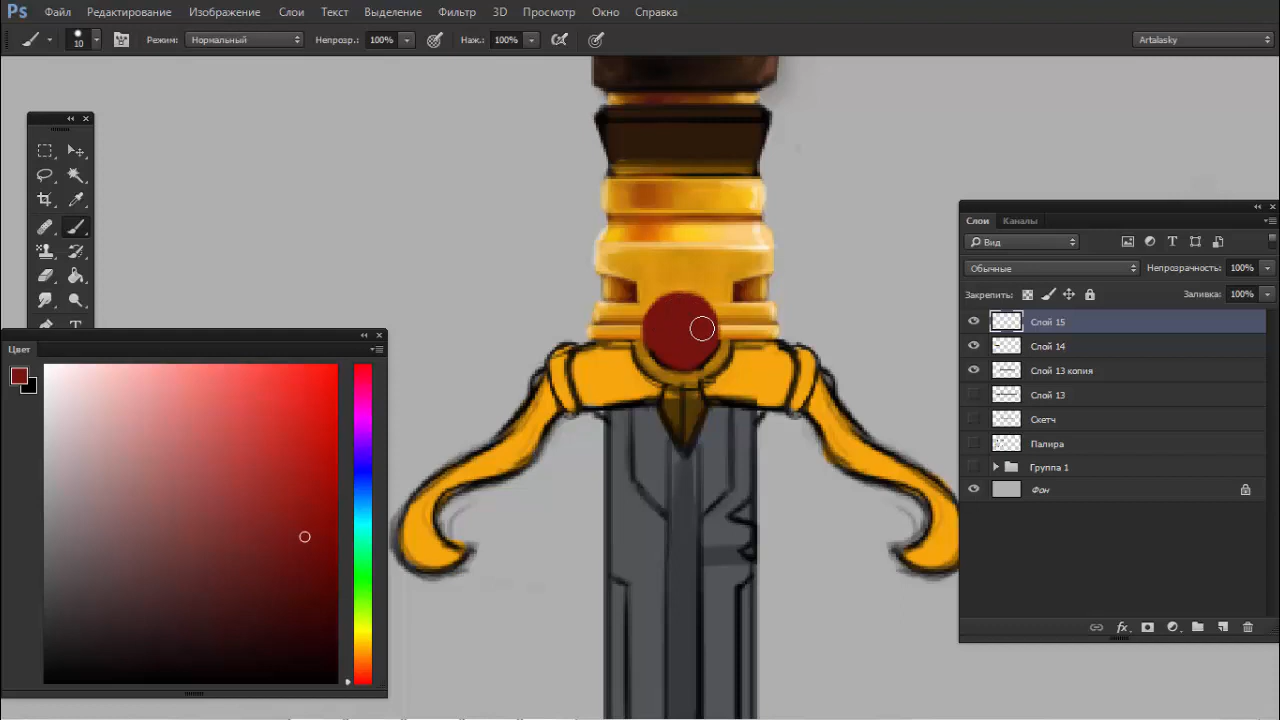 Ps Файл Редактирование Изображение Слои Текст Выделение Фильтр 3D Просмотр Окно Справка
10 Режим: Нормальный Непрозр.: 100% Наж.: 100% Artalasky
Слои Каналы
Вид T
Обычные Непрозрачность: 100%
Закрепить: Заливка: 100%
Слой 15
Слой 14
Слой 13 копия
Слой 13
Скетч
Палира
Группа 1
Фон
fx
T
Цвет